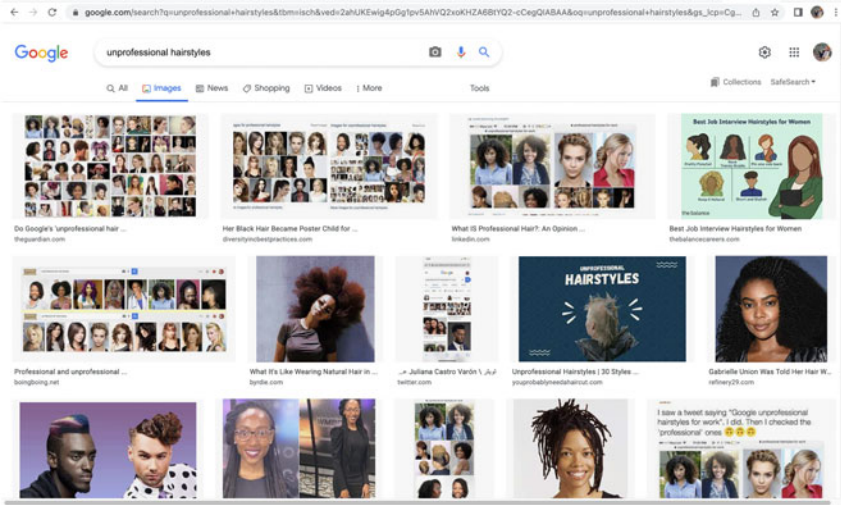 google.com/search?q=unprofessional+hairstyles&tbm=isch&ved=2ahUKEwig4pGg1pv5AhVQ2xoKHZA6BtYQ2-cCegQIABAA&oq=unprofessional+hairstyles&gs_lcp=Cg...
Google
unprofessional hairstyles
All Images News Shopping Videos More Tools
Collections SafeSearch
Best Job Interview Hairstyles for Women
the balance
Do Google's 'unprofessional hair ...
theguardian.com
Her Black Hair Became Poster Child for ...
diversityincbestpractices.com
What IS Professional Hair?: An Opinion ...
linkedin.com
Best Job Interview Hairstyles for Women
thebalancecareers.com
UNPROFESSIONAL
HAIRSTYLES
Google
Professional and unprofessional ...
boingboing.net
What It's Like Wearing Natural Hair in ...
byrdie.com
... Juliana Castro Varón \ تويتر
twitter.com
Unprofessional Hairstyles | 30 Styles ...
youprobablyneedahaircut.com
Gabrielle Union Was Told Her Hair W...
refinery29.com
I saw a tweet saying "Google unprofessional
hairstyles for work". I did. Then I checked the
'professional' ones 🙃🙃🙃